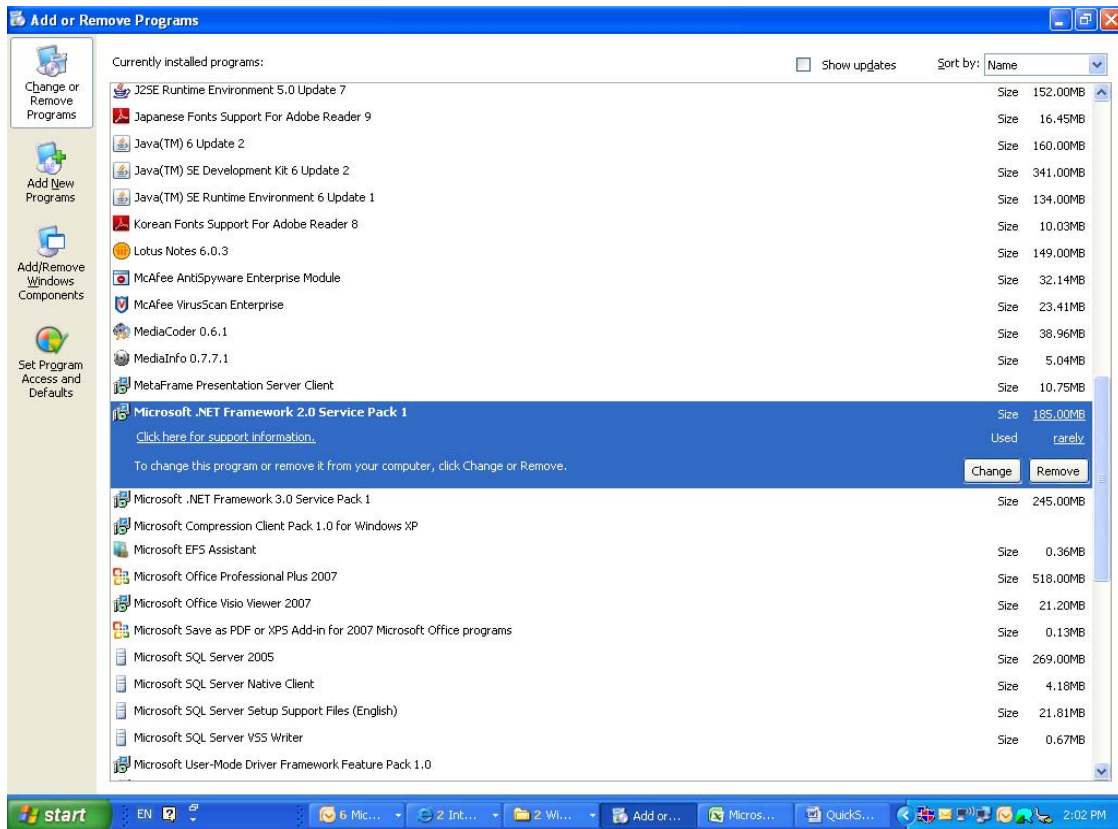 Add or Remove Programs
Change or
Remove
Programs
Add New
Programs
Add/Remove
Windows
Components
Set Program
Access and
Defaults
Currently installed programs: Show updates Sort by: Name
J2SE Runtime Environment 5.0 Update 7 Size 152.00MB
Japanese Fonts Support For Adobe Reader 9 Size 16.45MB
Java(TM) 6 Update 2 Size 160.00MB
Java(TM) SE Development Kit 6 Update 2 Size 341.00MB
Java(TM) SE Runtime Environment 6 Update 1 Size 134.00MB
Korean Fonts Support For Adobe Reader 8 Size 10.03MB
Lotus Notes 6.0.3 Size 149.00MB
McAfee AntiSpyware Enterprise Module Size 32.14MB
McAfee VirusScan Enterprise Size 23.41MB
MediaCoder 0.6.1 Size 38.96MB
MediaInfo 0.7.7.1 Size 5.04MB
MetaFrame Presentation Server Client Size 10.75MB
Microsoft .NET Framework 2.0 Service Pack 1 Size 185.00MB
Click here for support information. Used rarely
To change this program or remove it from your computer, click Change or Remove. Change Remove
Microsoft .NET Framework 3.0 Service Pack 1 Size 245.00MB
Microsoft Compression Client Pack 1.0 for Windows XP
Microsoft EFS Assistant Size 0.36MB
Microsoft Office Professional Plus 2007 Size 518.00MB
Microsoft Office Visio Viewer 2007 Size 21.20MB
Microsoft Save as PDF or XPS Add-in for 2007 Microsoft Office programs Size 0.13MB
Microsoft SQL Server 2005 Size 269.00MB
Microsoft SQL Server Native Client Size 4.18MB
Microsoft SQL Server Setup Support Files (English) Size 21.81MB
Microsoft SQL Server VSS Writer Size 0.67MB
Microsoft User-Mode Driver Framework Feature Pack 1.0
start EN 6 Mic... 2 Int... 2 Wi... Add or... Micros... QuickS... 2:02 PM